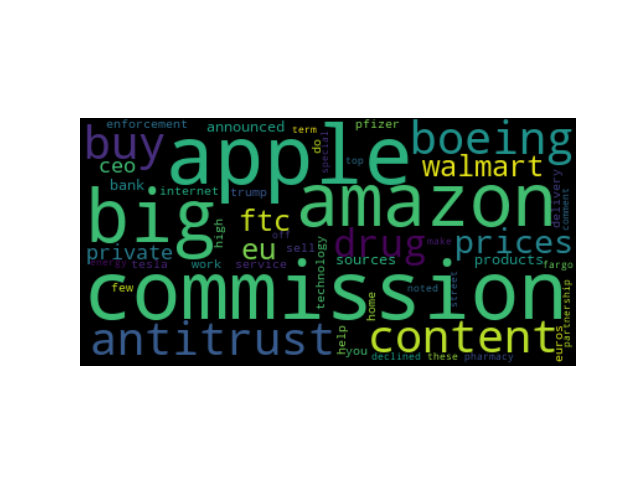 enforcement announced term pfizer
buy apple do special boeing
ceo top walmart
bank internet trump delivery comment
big high ftc amazon
off
private eu sell drug make prices
energy tesla work service technology sources products fargo
commission noted street partnership
few home
antitrust help content euros
you declined these pharmacy